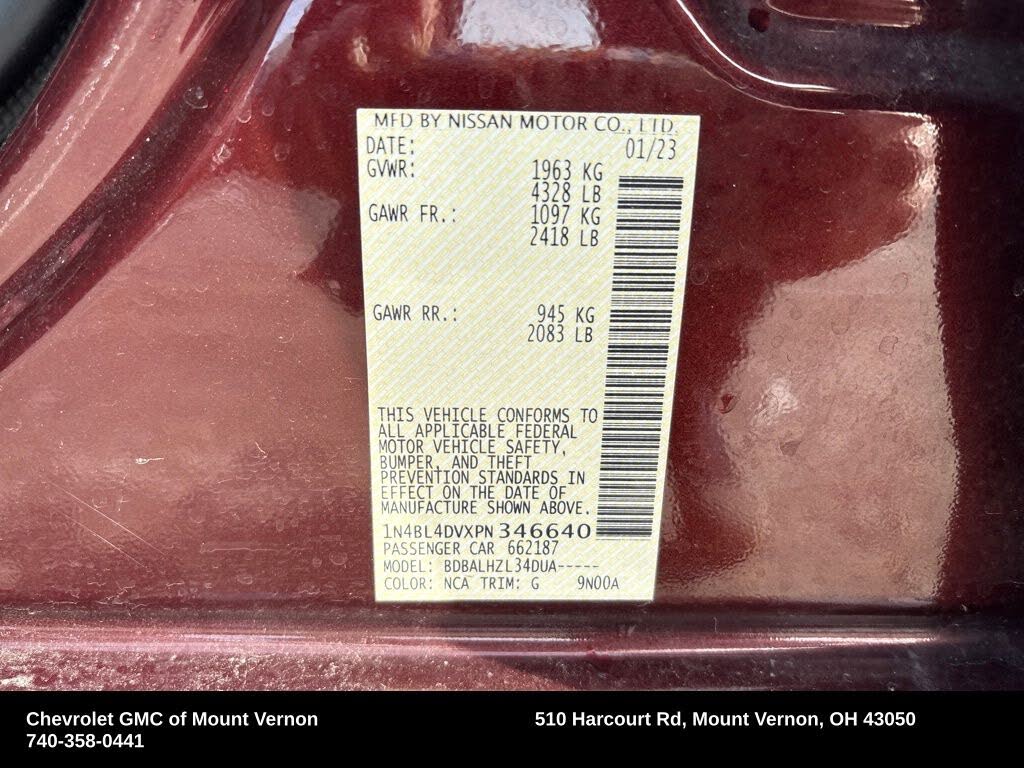 MFD BY NISSAN MOTOR CO., LTD.
DATE: 01/23
GVWR: 1963 KG
4328 LB
GAWR FR.: 1097 KG
2418 LB
GAWR RR.: 945 KG
2083 LB
THIS VEHICLE CONFORMS TO
ALL APPLICABLE FEDERAL
MOTOR VEHICLE SAFETY,
BUMPER, AND THEFT
PREVENTION STANDARDS IN
EFFECT ON THE DATE OF
MANUFACTURE SHOWN ABOVE.
1N4BL4DVXPN346640
PASSENGER CAR 662187
MODEL: BDBALHZL34DUA-----
COLOR: NCA TRIM: G 9N00A
Chevrolet GMC of Mount Vernon 510 Harcourt Rd, Mount Vernon, OH 43050
740-358-0441